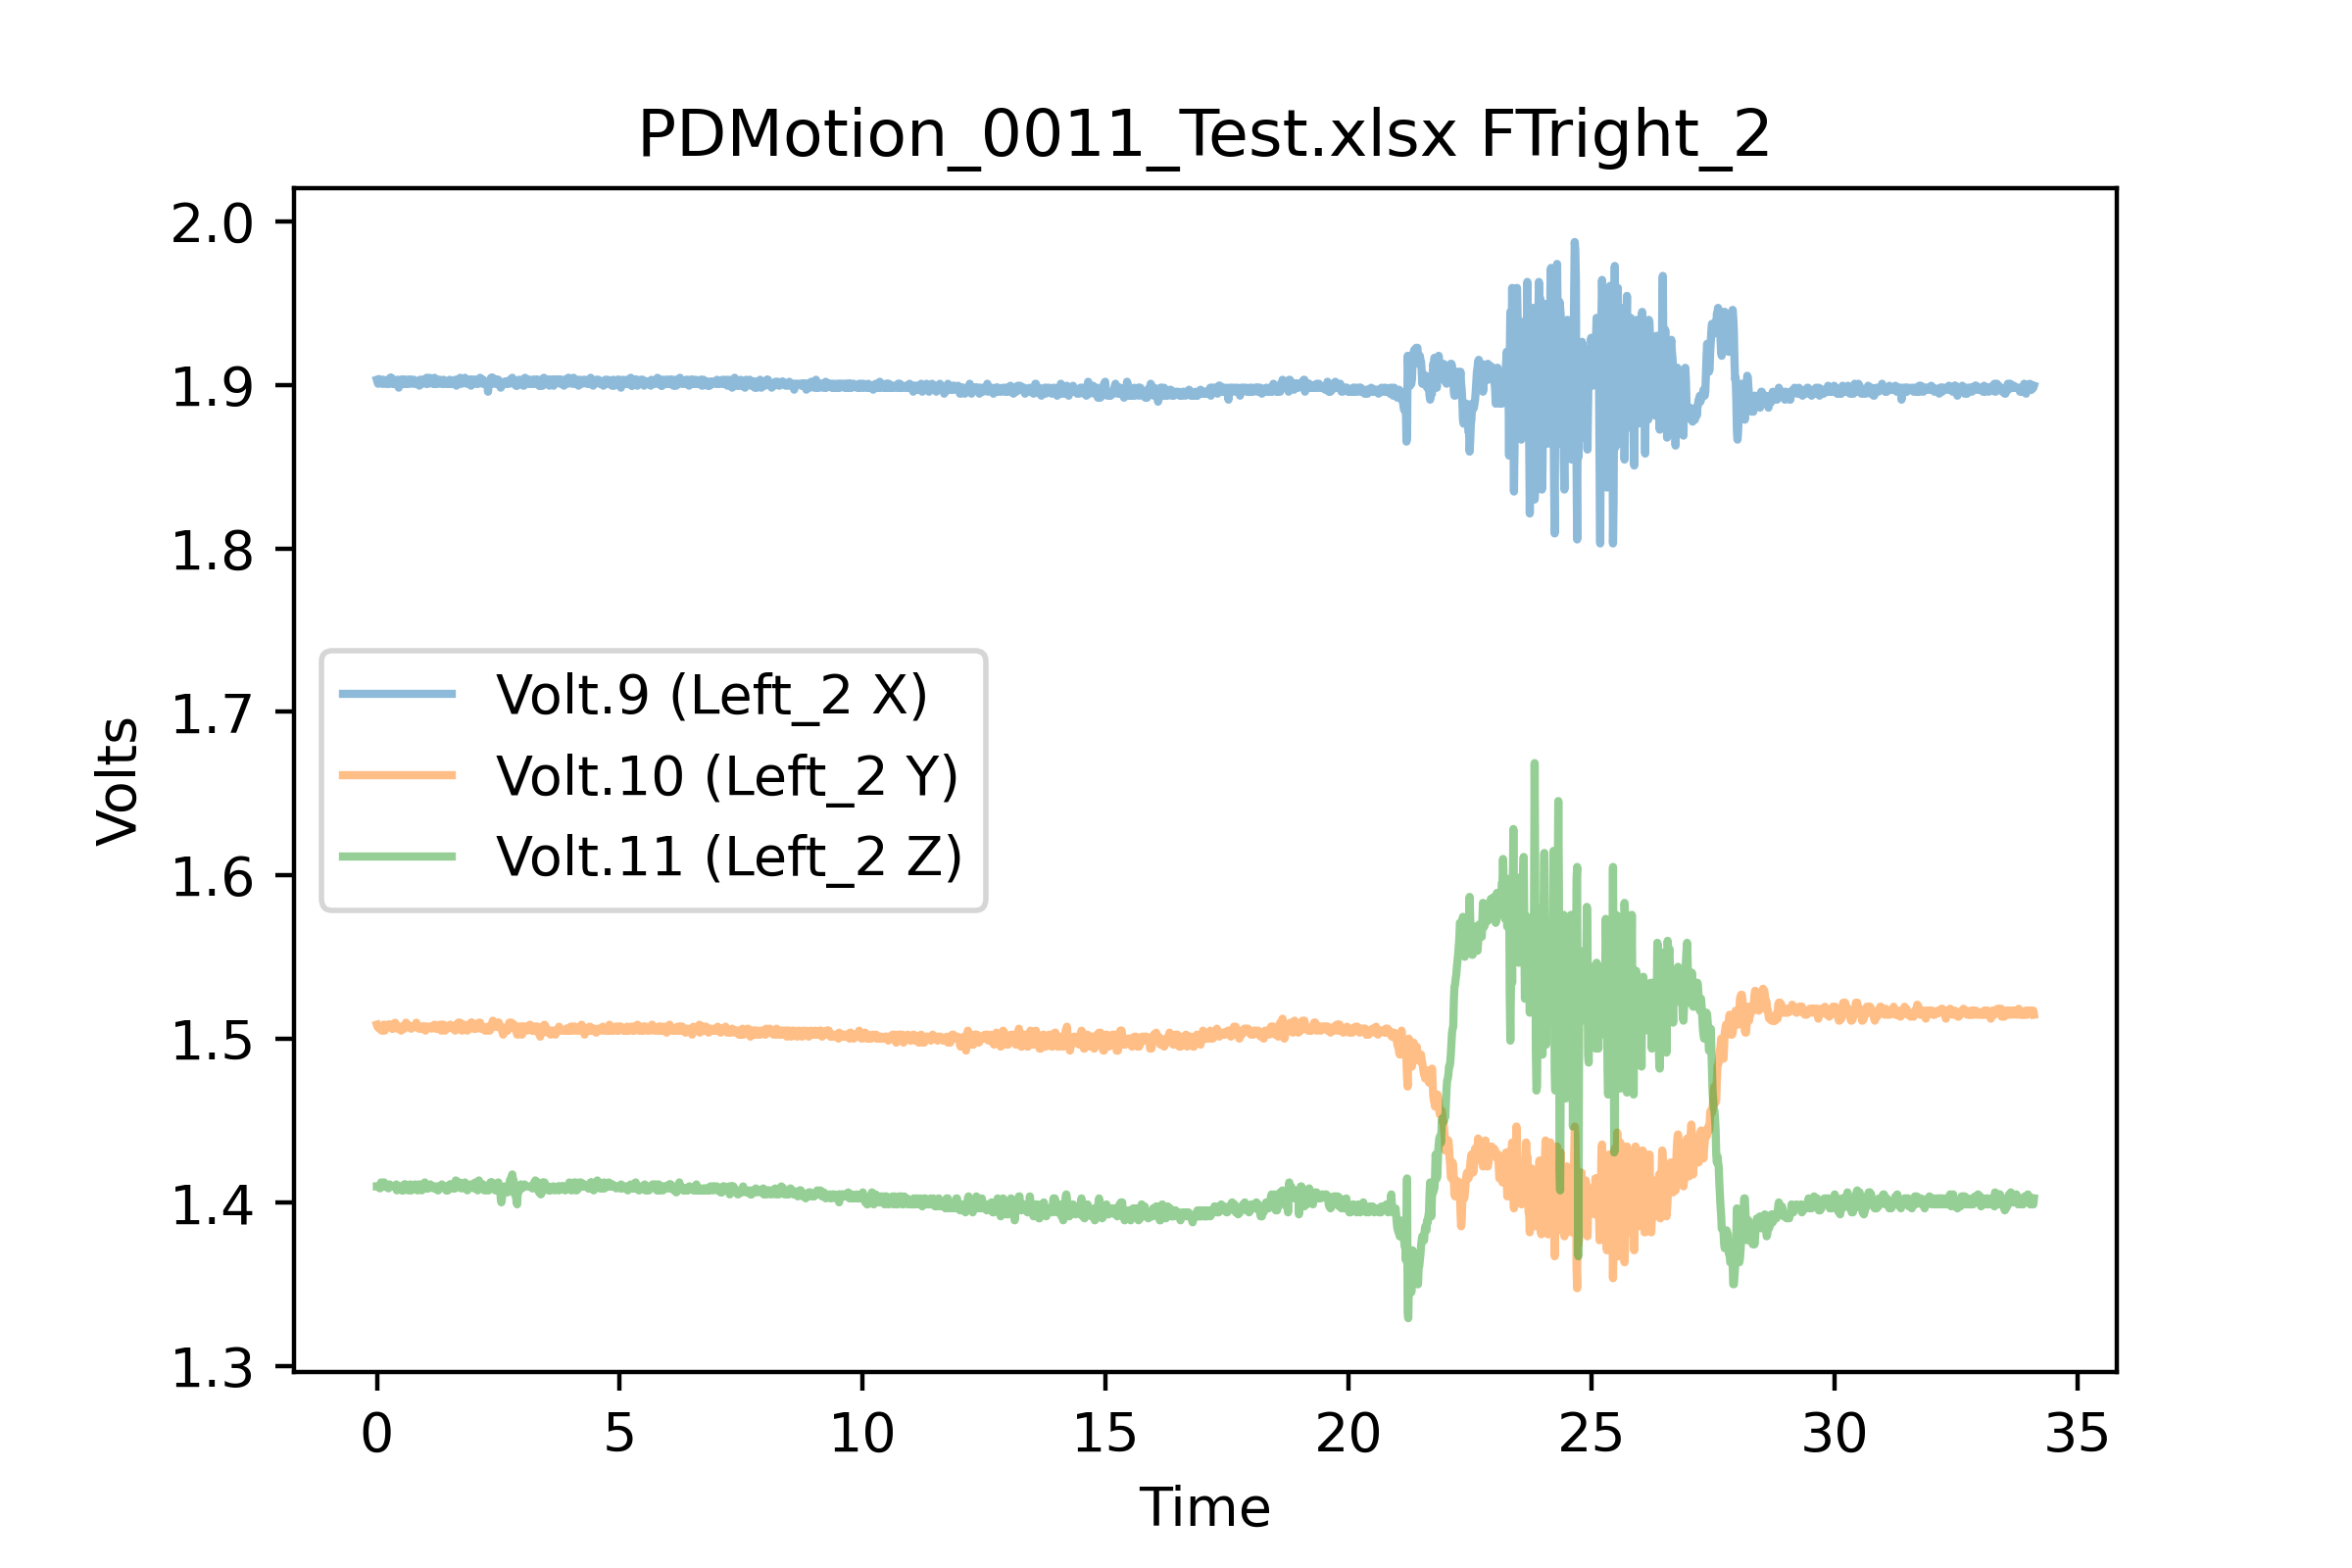 PDMotion_0011_Test.xlsx FTright_2
2.0
1.9
1.8
1.7
1.6
1.5
1.4
1.3
Volts
Volt.9 (Left_2 X)
Volt.10 (Left_2 Y)
Volt.11 (Left_2 Z)
0 5 10 15 20 25 30 35
Time